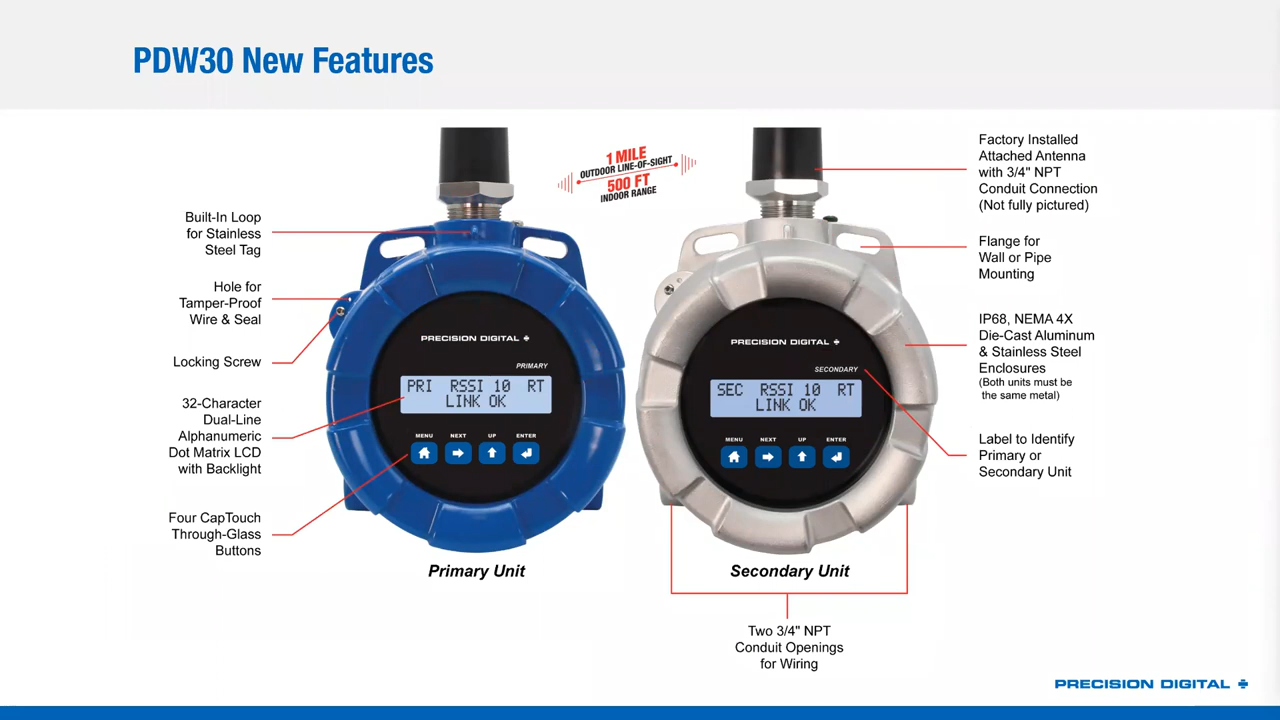 PDW30 New Features
1 MILE
OUTDOOR LINE-OF-SIGHT
500 FT
INDOOR RANGE
Built-In Loop
for Stainless
Steel Tag
Hole for
Tamper-Proof
Wire & Seal
Locking Screw
32-Character
Dual-Line
Alphanumeric
Dot Matrix LCD
with Backlight
Four CapTouch
Through-Glass
Buttons
PRECISION DIGITAL
PRIMARY
PRI RSSI 10 RT
LINK OK
MENU NEXT UP ENTER
Primary Unit
PRECISION DIGITAL
SECONDARY
SEC RSSI 10 RT
LINK OK
MENU NEXT UP ENTER
Secondary Unit
Factory Installed
Attached Antenna
with 3/4" NPT
Conduit Connection
(Not fully pictured)
Flange for
Wall or Pipe
Mounting
IP68, NEMA 4X
Die-Cast Aluminum
& Stainless Steel
Enclosures
(Both units must be
the same metal)
Label to Identify
Primary or
Secondary Unit
Two 3/4" NPT
Conduit Openings
for Wiring
PRECISION DIGITAL